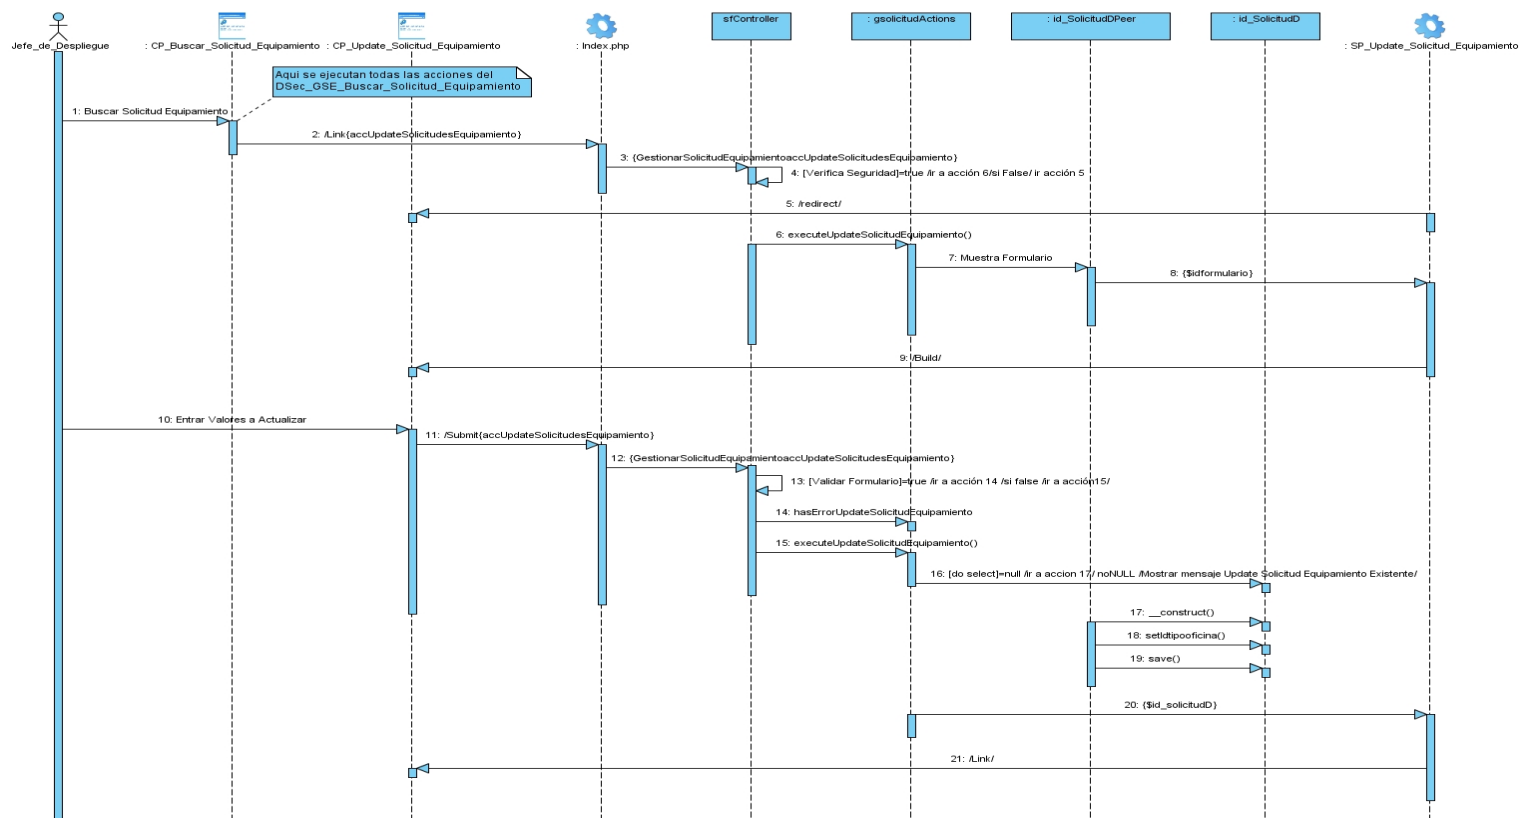 sfController
: gsolicitudActions
: id_SolicitudDPeer
: id_SolicitudD
Jefe_de_Despliegue
: CP_Buscar_Solicitud_Equipamiento
: CP_Update_Solicitud_Equipamiento
: Index.php
: SP_Update_Solicitud_Equipamiento
Aqui se ejecutan todas las acciones del
DSec_GSE_Buscar_Solicitud_Equipamiento
1: Buscar Solicitud Equipamiento
2: /Link{accUpdateSolicitudesEquipamiento}
3: {GestionarSolicitudEquipamientoaccUpdateSolicitudesEquipamiento}
4: [Verifica Seguridad]=true /ir a acción 6/si False/ ir acción 5
5: /redirect/
6: executeUpdateSolicitudEquipamiento()
7: Muestra Formulario
8: {$idformulario}
9: /Build/
10: Entrar Valores a Actualizar
11: /Submit{accUpdateSolicitudesEquipamiento}
12: {GestionarSolicitudEquipamientoaccUpdateSolicitudesEquipamiento}
13: [Validar Formulario]=true /ir a acción 14 /si false /ir a acción15/
14: hasErrorUpdateSolicitudEquipamiento
15: executeUpdateSolicitudEquipamiento()
16: [do select]=null /ir a accion 17/ noNULL /Mostrar mensaje Update Solicitud Equipamiento Existente/
17: __construct()
18: setIdtipooficina()
19: save()
20: {$id_solicitudD}
21: /Link/